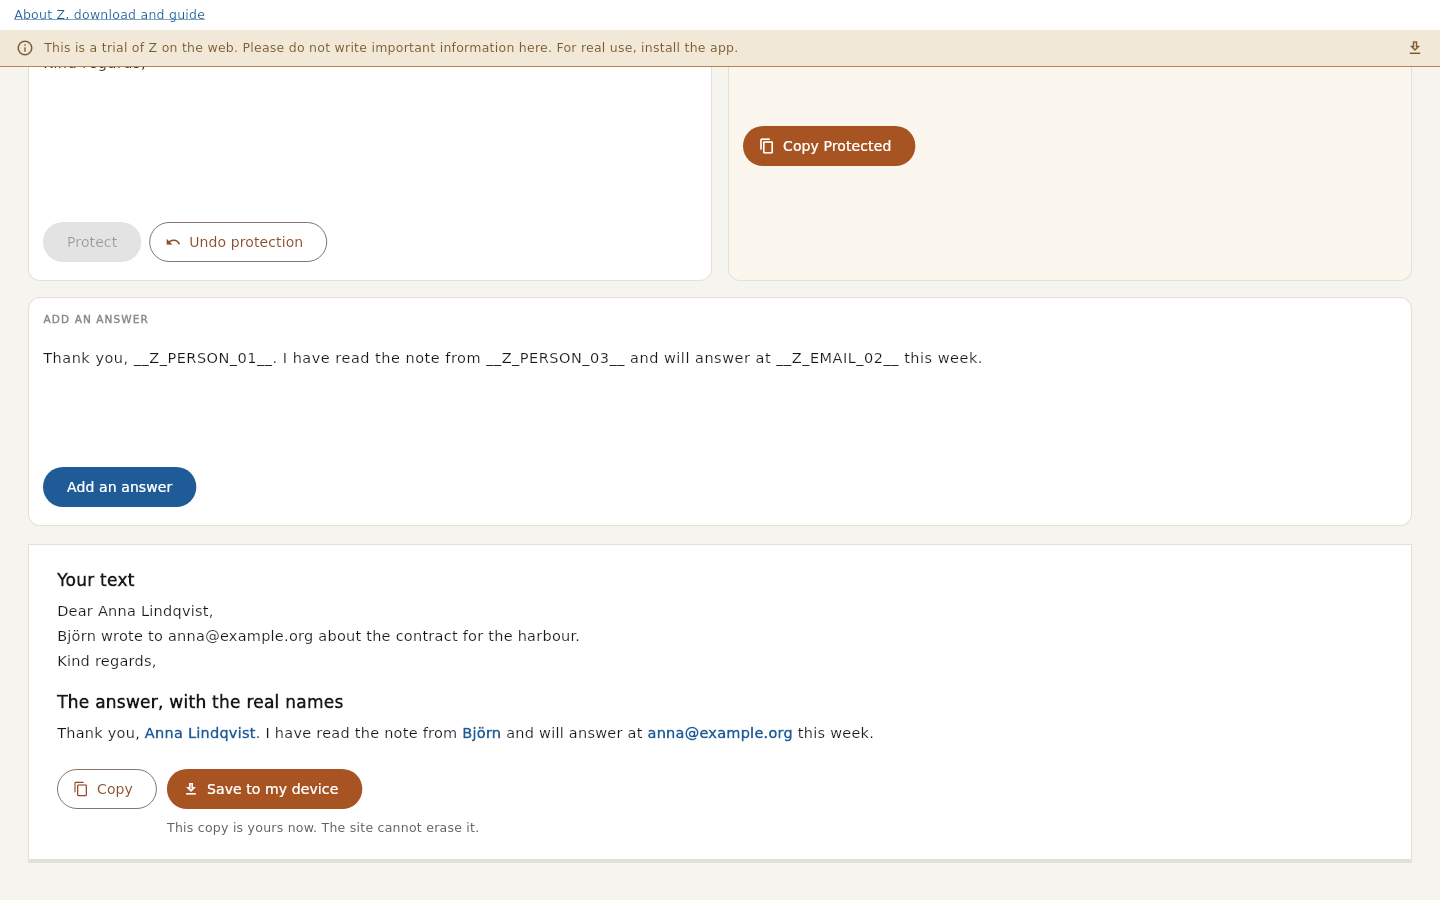 About Z, download and guide
This is a trial of Z on the web. Please do not write important information here. For real use, install the app.
Copy Protected
Protect
Undo protection
ADD AN ANSWER
Thank you, __Z_PERSON_01__. I have read the note from __Z_PERSON_03__ and will answer at __Z_EMAIL_02__ this week.
Add an answer
Your text
Dear Anna Lindqvist,
Björn wrote to anna@example.org about the contract for the harbour.
Kind regards,
The answer, with the real names
Thank you, Anna Lindqvist. I have read the note from Björn and will answer at anna@example.org this week.
Copy
Save to my device
This copy is yours now. The site cannot erase it.